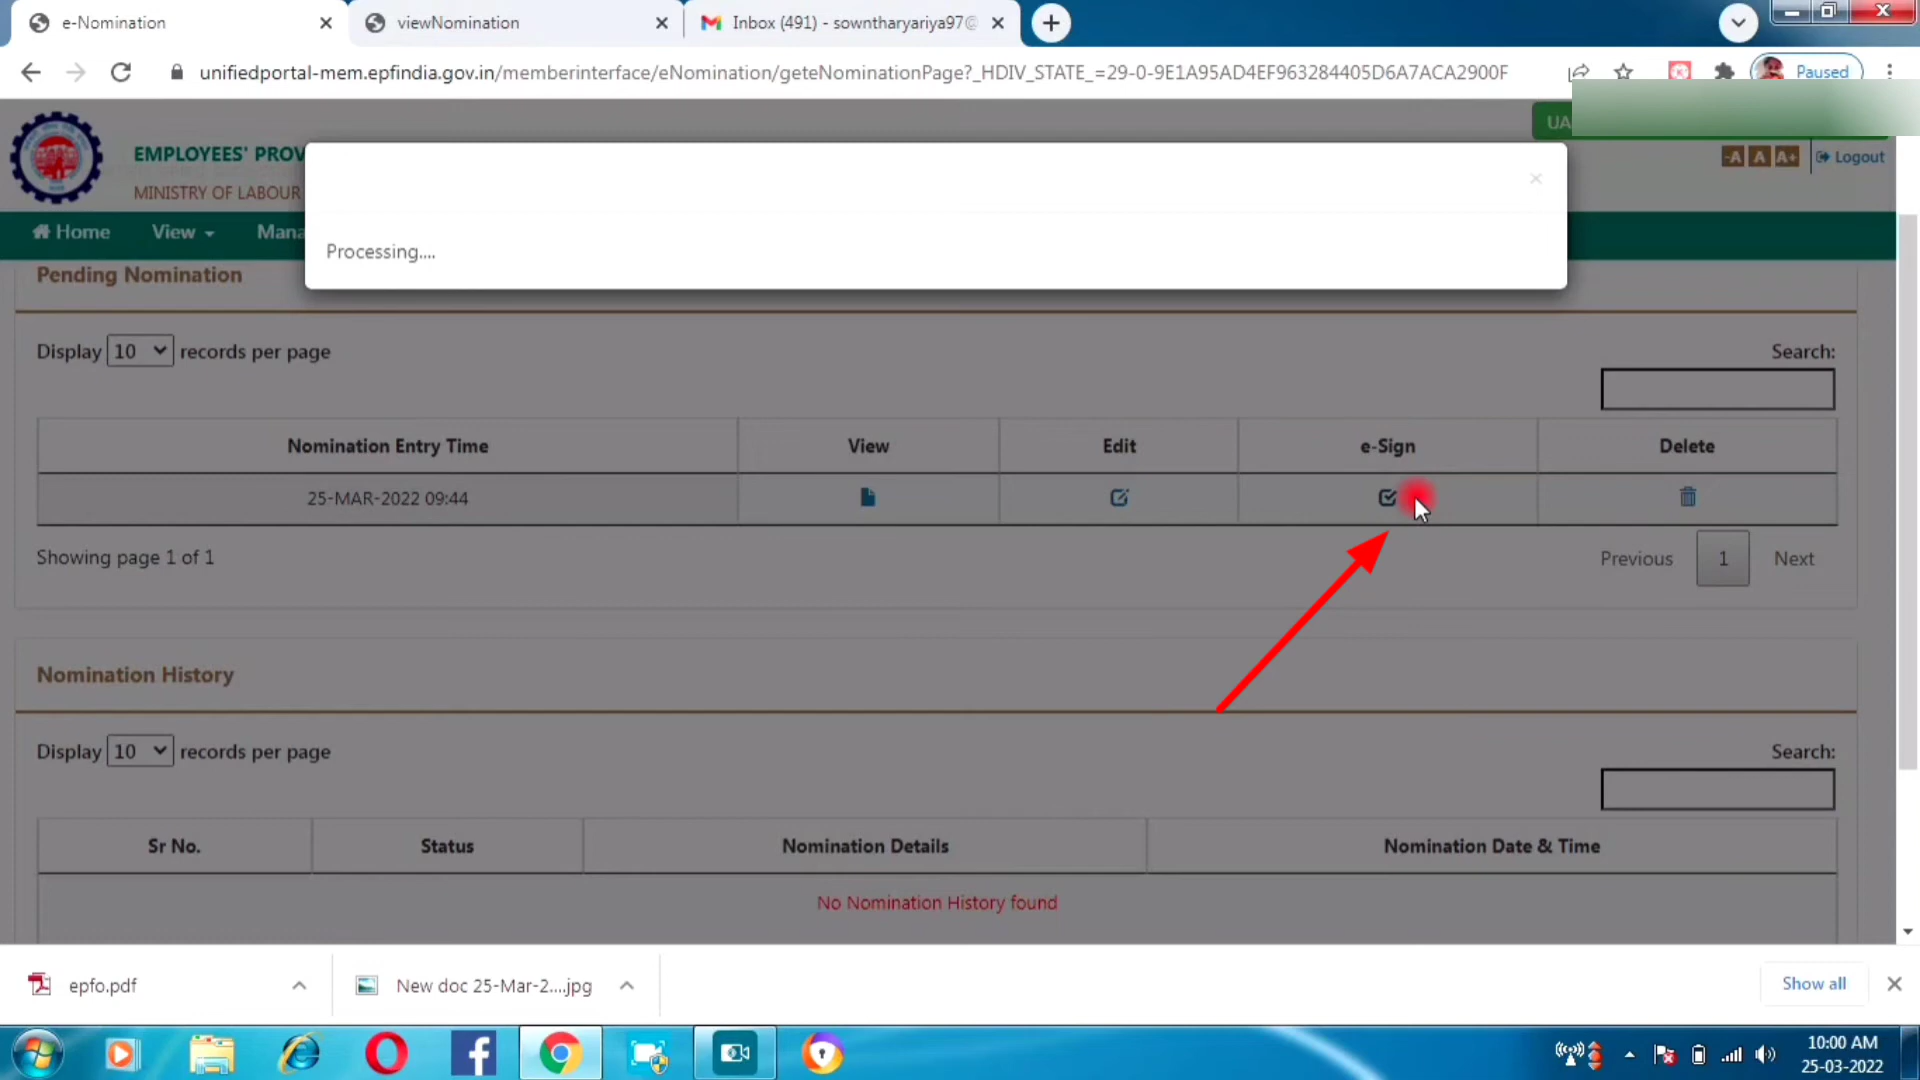 e-Nomination
viewNomination
Inbox (491) - sowntharyariya97@
unifiedportal-mem.epfindia.gov.in/memberinterface/eNomination/geteNominationPage?_HDIV_STATE_=29-0-9E1A95AD4EF963284405D6A7ACA2900F
Paused
UA
EMPLOYEES' PROV
MINISTRY OF LABOUR
-A A A+ Logout
Home View Mana
Processing....
Pending Nomination
Display 10 records per page
Search:
Nomination Entry Time View Edit e-Sign Delete
25-MAR-2022 09:44
Showing page 1 of 1
Previous 1 Next
Nomination History
Display 10 records per page
Search:
Sr No. Status Nomination Details Nomination Date & Time
No Nomination History found
epfo.pdf
New doc 25-Mar-2....jpg
Show all
10:00 AM
25-03-2022